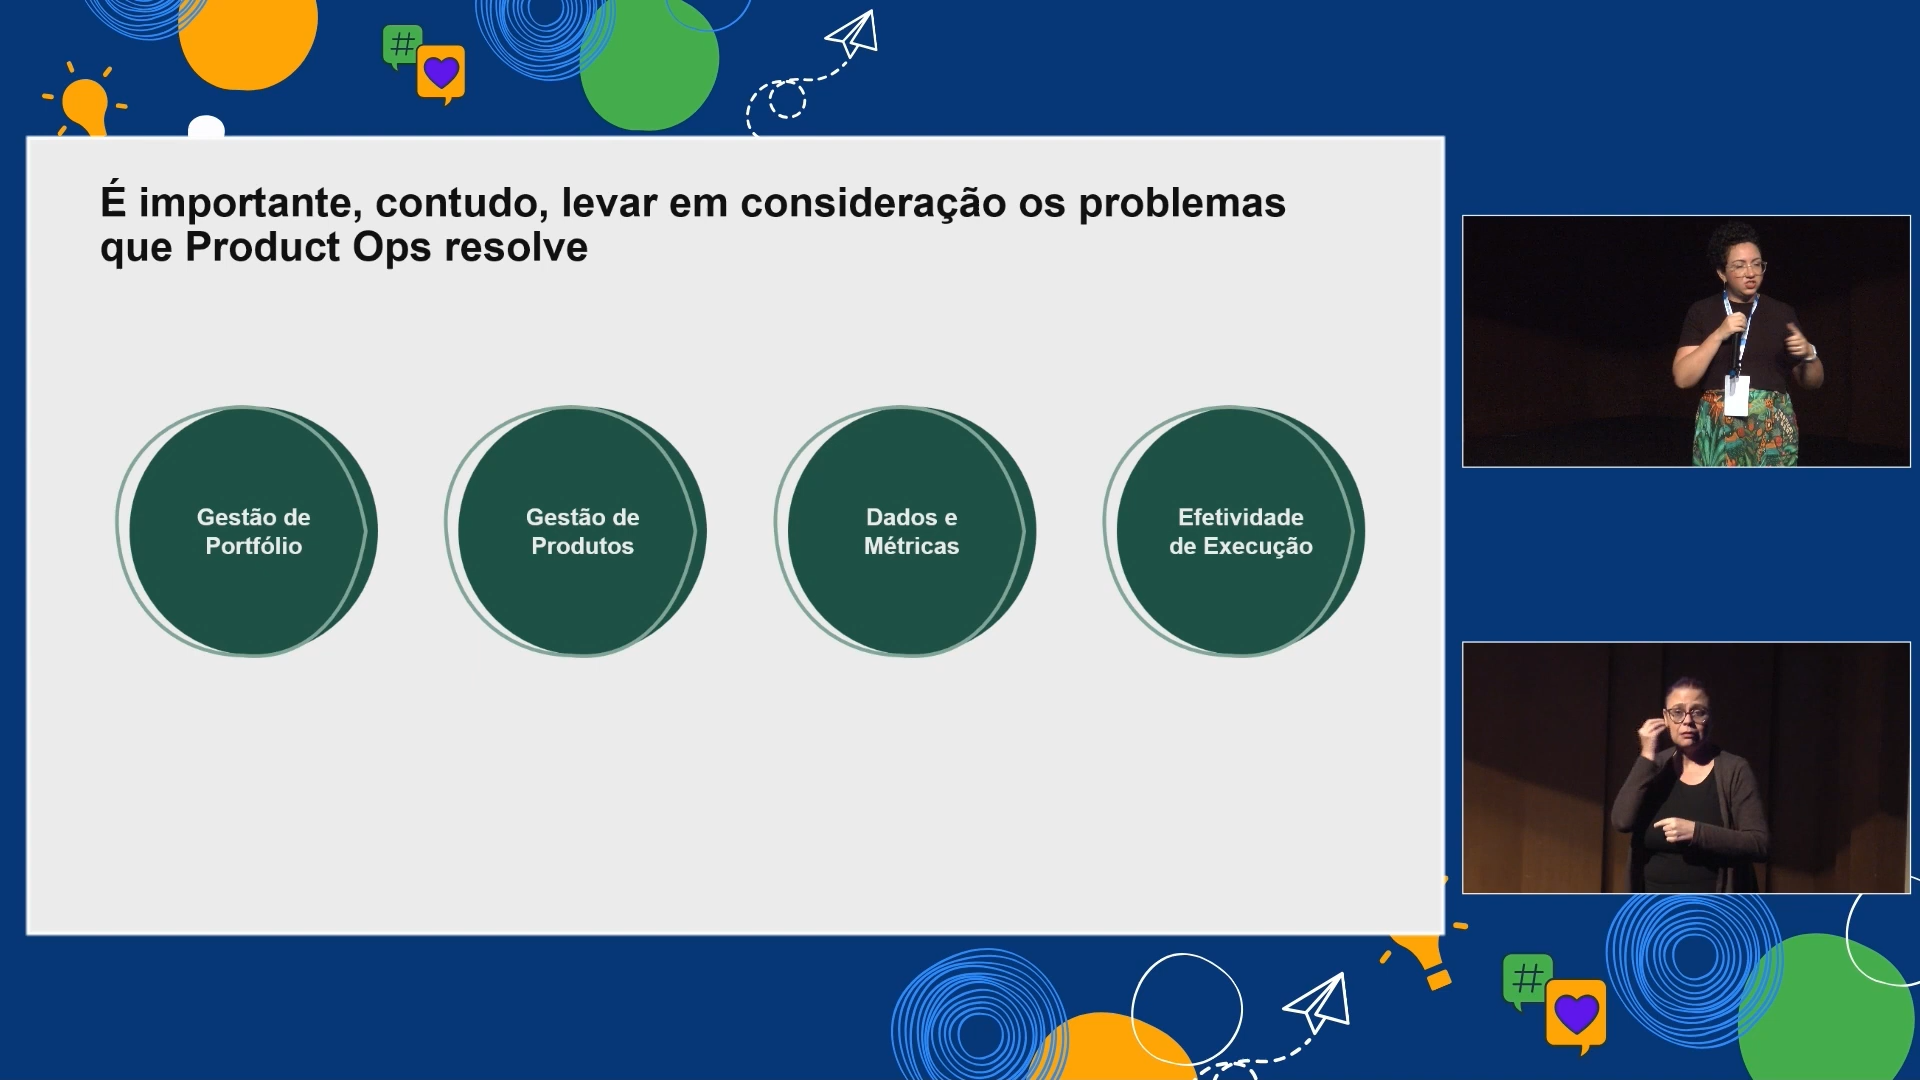 É importante, contudo, levar em consideração os problemas
que Product Ops resolve
Gestão de
Portfólio
Gestão de
Produtos
Dados e
Métricas
Efetividade
de Execução